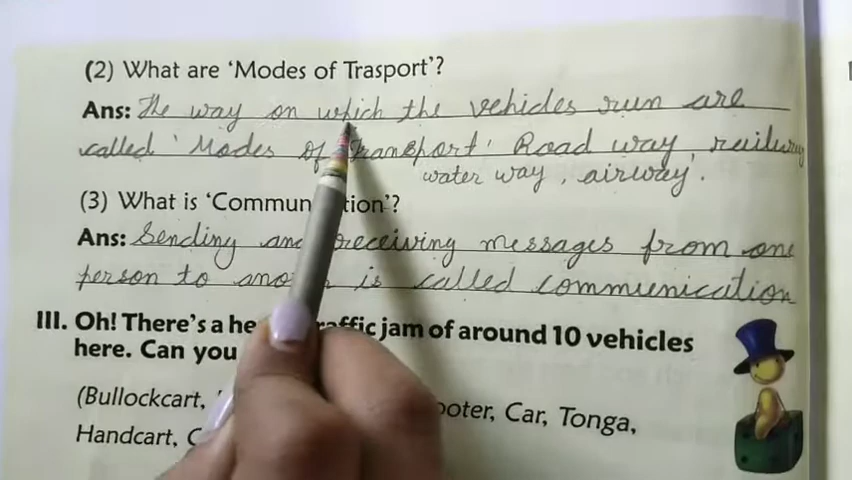 (2) What are ‘Modes of Trasport’?
Ans: The way on which the vehicles run are
called ‘Modes of Transport’ Road way, railway
water way, airway’.
(3) What is ‘Commun tion’?
Ans: Sending and receiving messages from one
person to ano is called communication
III. Oh! There's a he traffic jam of around 10 vehicles
here. Can you
(Bullockcart, ooter, Car, Tonga,
Handcart, C